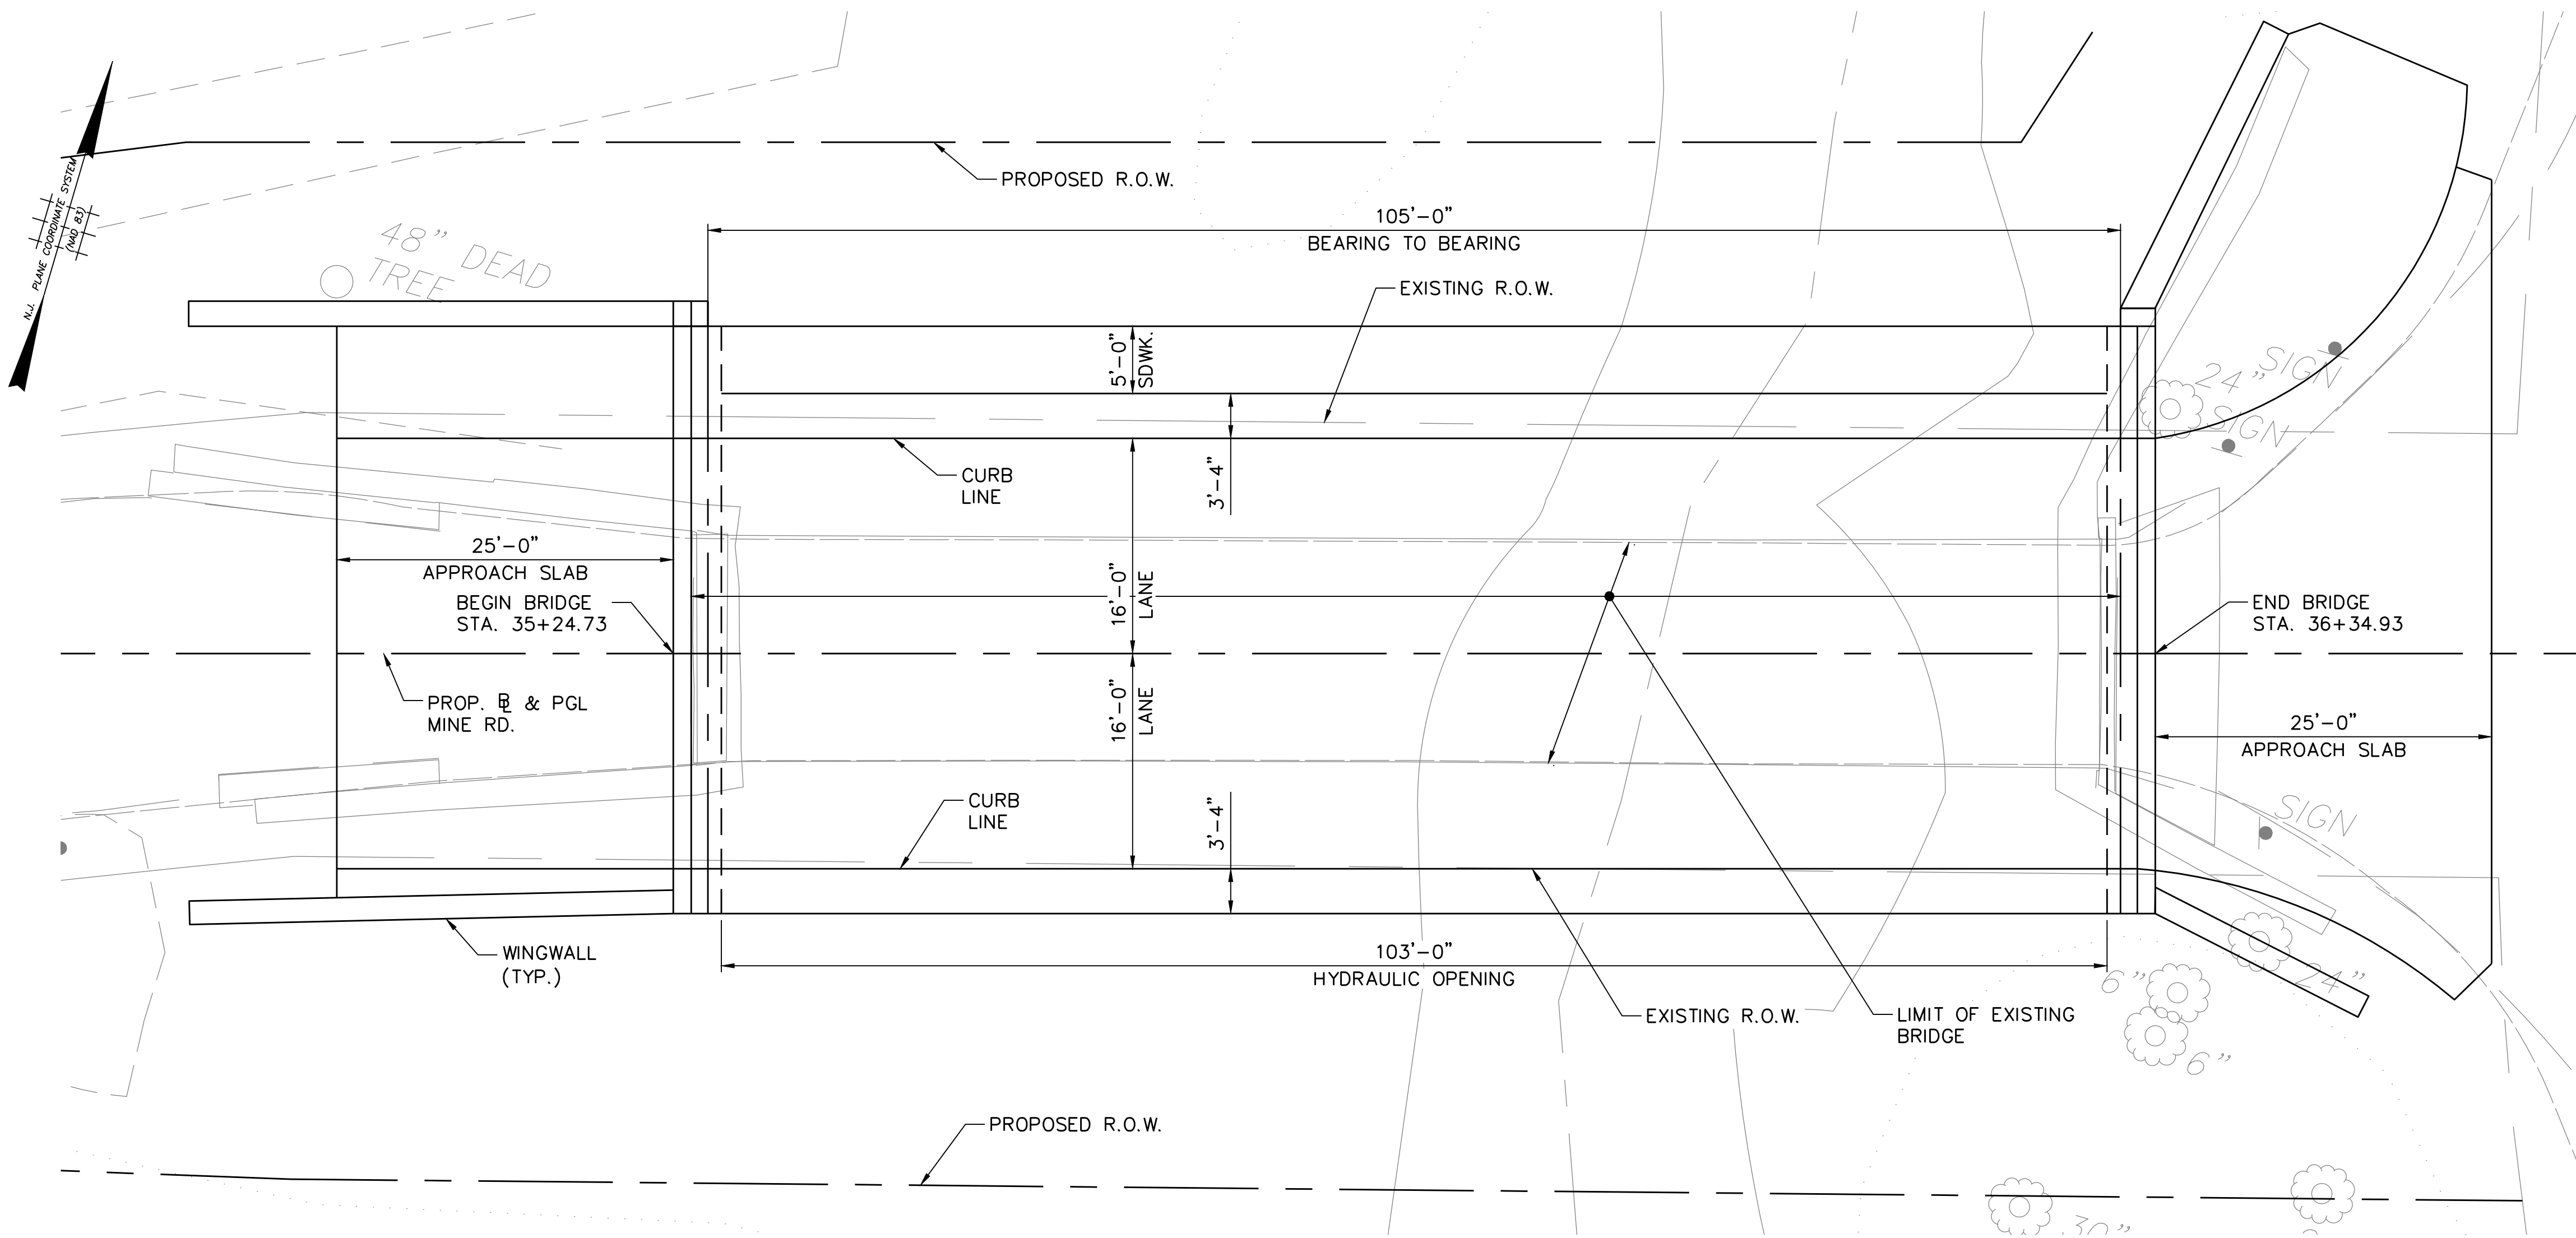 PROPOSED R.O.W.
N.J. PLANE COORDINATE SYSTEM
(NAD 83)
105'-0"
BEARING TO BEARING
48" DEAD
TREE
EXISTING R.O.W.
5'-0"
SDWK.
SIGN
24"
SIGN
CURB
LINE
3'-4"
25'-0"
APPROACH SLAB
16'-0"
LANE
BEGIN BRIDGE
STA. 35+24.73
END BRIDGE
STA. 36+34.93
PROP. BL & PGL
MINE RD.
16'-0"
LANE
25'-0"
APPROACH SLAB
CURB
LINE
3'-4"
SIGN
WINGWALL
(TYP.)
103'-0"
HYDRAULIC OPENING
24"
6"
EXISTING R.O.W.
LIMIT OF EXISTING
BRIDGE
6"
PROPOSED R.O.W.
30"